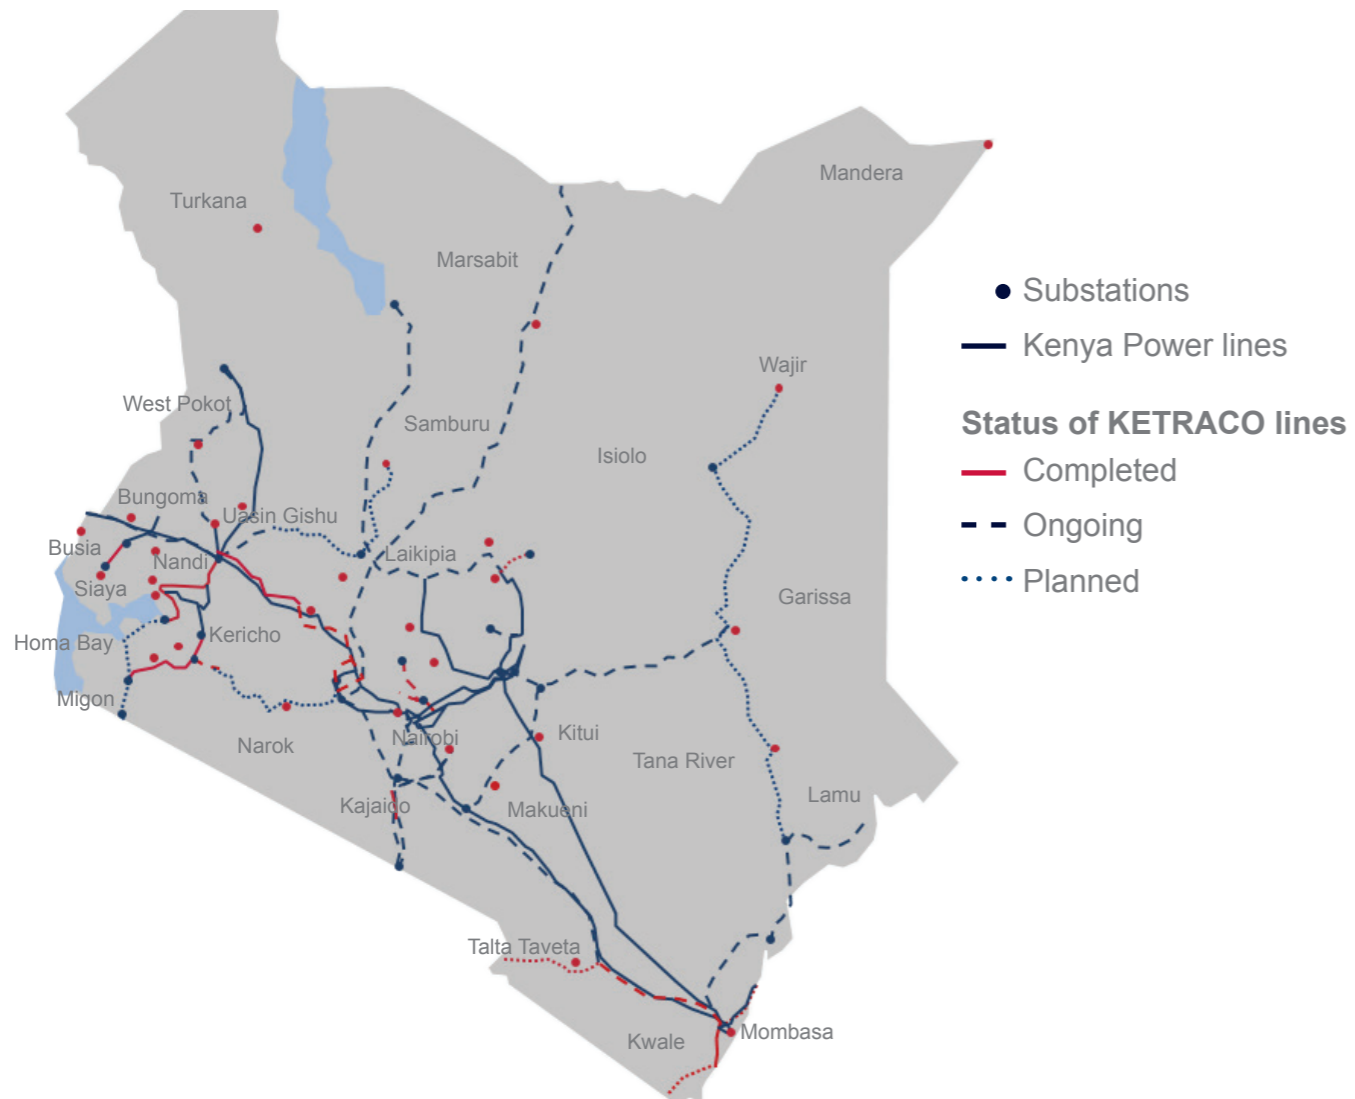 Mandera
Turkana
Marsabit
Substations
Kenya Power lines
Wajir
West Pokot
Samburu
Status of KETRACO lines
Isiolo
Completed
Bungoma
Uasin Gishu
Ongoing
Busia
Nandi
Laikipia
Planned
Siaya
Garissa
Homa Bay
Kericho
Migon
Narok
Nairobi
Kitui
Tana River
Lamu
Kajaido
Makueni
Talta Taveta
Kwale
Mombasa